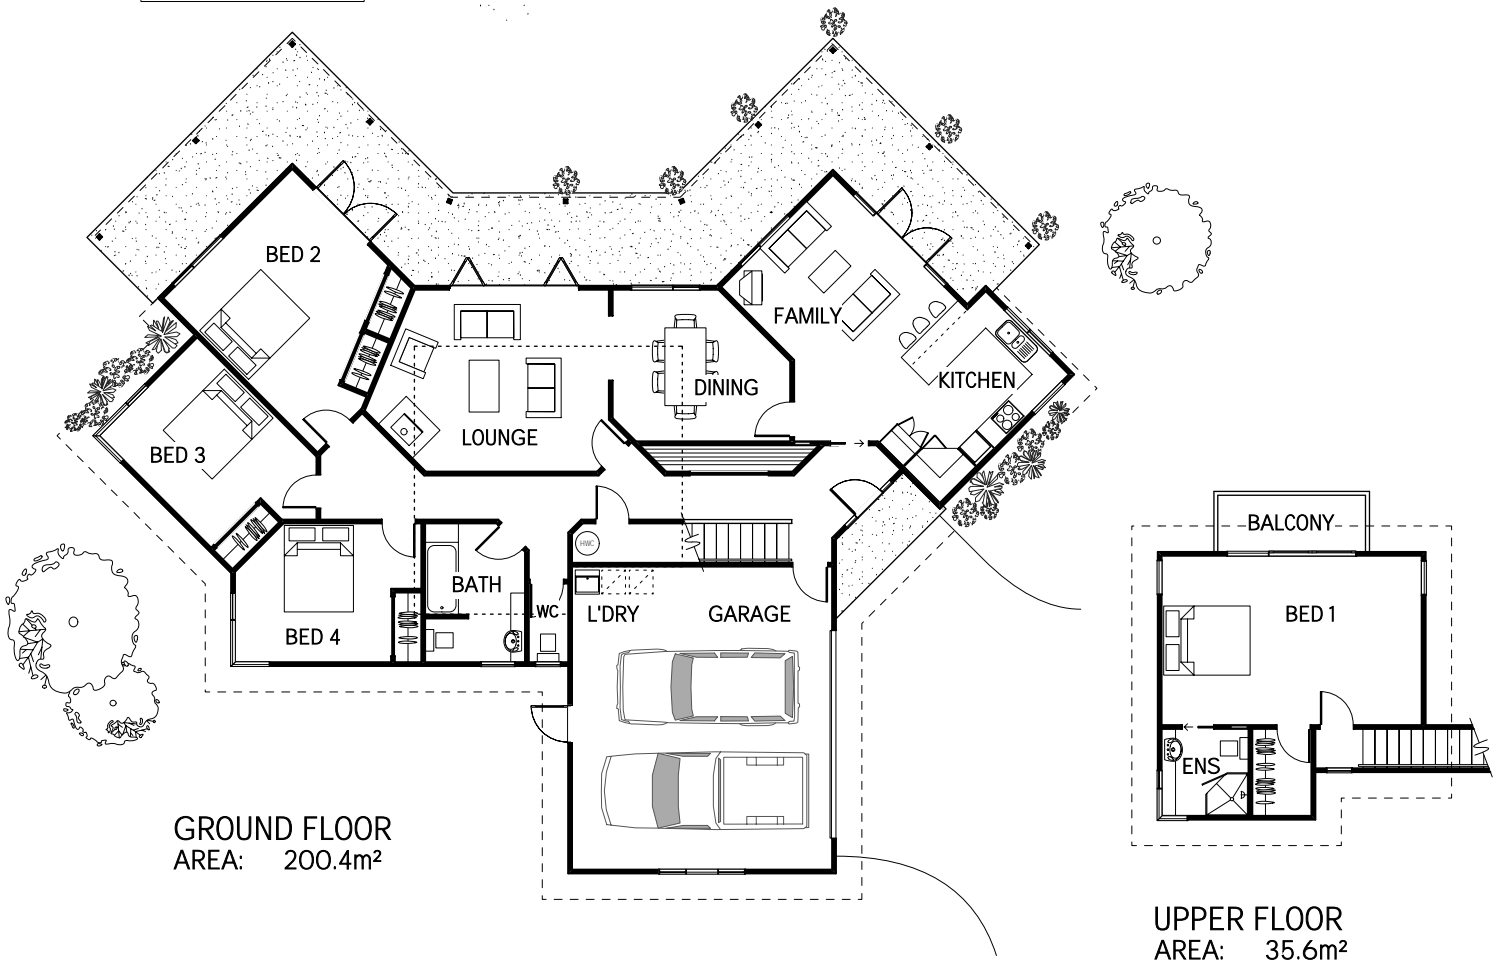 BED 2
FAMILY
KITCHEN
DINING
LOUNGE
BED 3
HWC
BATH
WC
L'DRY
GARAGE
BED 4
GROUND FLOOR
AREA: 200.4m²
BALCONY
BED 1
ENS
UPPER FLOOR
AREA: 35.6m²